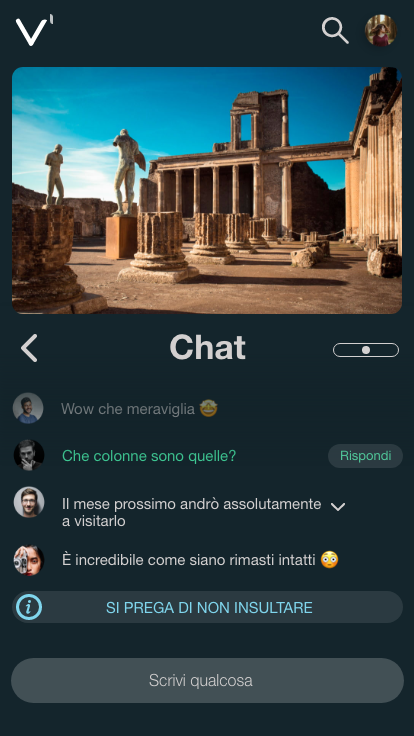 V'
Chat
Wow che meraviglia 🤩
Che colonne sono quelle?
Rispondi
Il mese prossimo andrò assolutamente
a visitarlo
È incredibile come siano rimasti intatti 😳
i
SI PREGA DI NON INSULTARE
Scrivi qualcosa